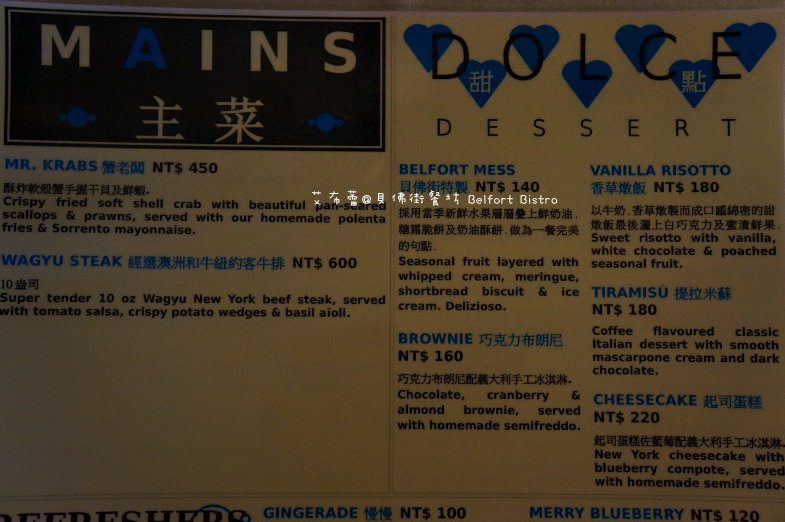 MAINS
主菜
MR. KRABS 蟹老闆 NT$ 450
酥炸軟殼蟹手握干貝及鮮蝦.
Crispy fried soft shell crab with beautiful pan-seared
scallops & prawns, served with our homemade polenta
fries & Sorrento mayonnaise.
WAGYU STEAK 經選澳洲和牛紐約客牛排 NT$ 600
10 盎司
Super tender 10 oz Wagyu New York beef steak, served
with tomato salsa, crispy potato wedges & basil aïoli.
DOLCE
甜點
DESSERT
BELFORT MESS
貝佛街特製 NT$ 140
採用當季新鮮水果層層疊上鮮奶油.
糖霜脆餅及奶油酥餅.做為一餐完美
的句點.
Seasonal fruit layered with
whipped cream, meringue,
shortbread biscuit & ice
cream. Delizioso.
BROWNIE 巧克力布朗尼
NT$ 160
巧克力布朗尼配義大利手工冰淇淋.
Chocolate, cranberry &
almond brownie, served
with homemade semifreddo.
VANILLA RISOTTO
香草燉飯 NT$ 180
以牛奶.香草燉製而成口感綿密的甜
燉飯最後灑上白巧克力及蜜漬鮮果.
Sweet risotto with vanilla,
white chocolate & poached
seasonal fruit.
TIRAMISÙ 提拉米蘇
NT$ 180
Coffee flavoured classic
Italian dessert with smooth
mascarpone cream and dark
chocolate.
CHEESECAKE 起司蛋糕
NT$ 220
起司蛋糕佐藍莓配義大利手工冰淇淋.
New York cheesecake with
blueberry compote, served
with homemade semifreddo.
艾布蕾@貝佛街餐坊 Belfort Bistro
REFRESHERS
GINGERADE 慢慢 NT$ 100
MERRY BLUEBERRY NT$ 120